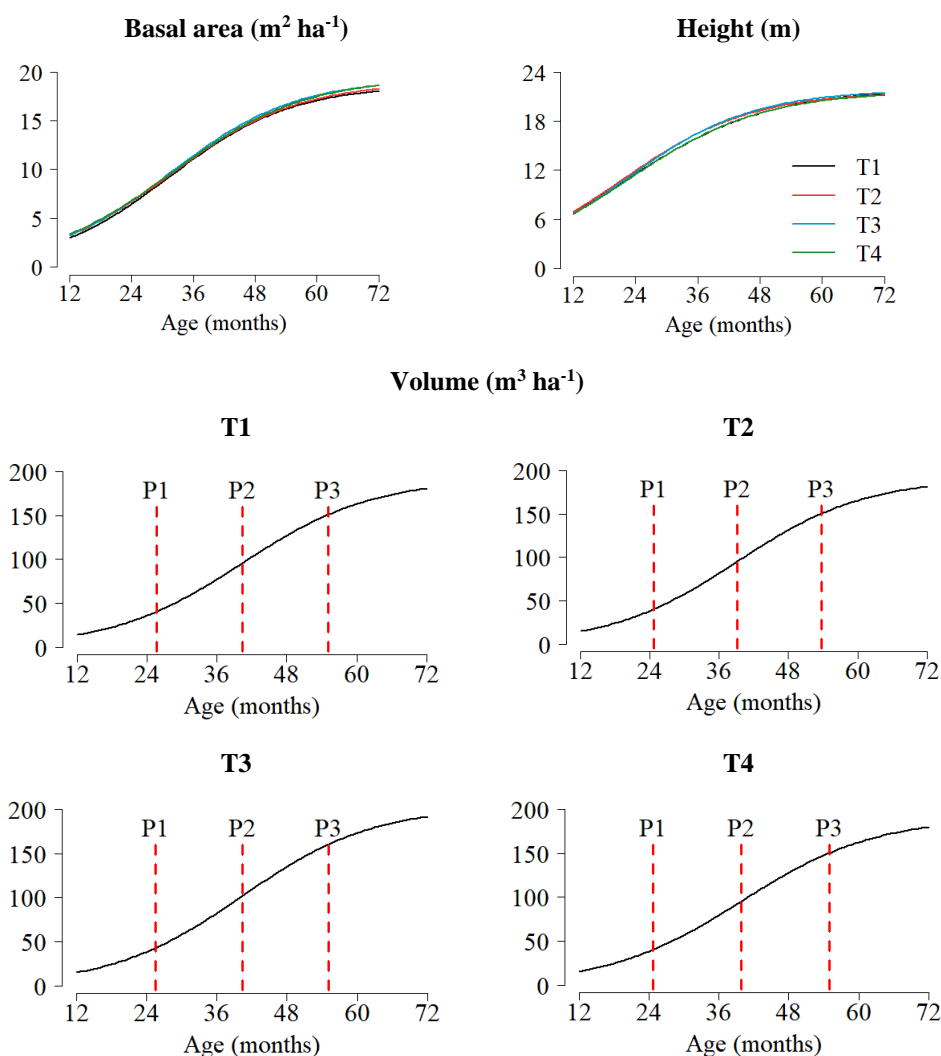 Basal area (m² ha⁻¹)
Height (m)
20
15
10
5
0
12 24 36 48 60 72
Age (months)
24
18
12
6
0
T1
T2
T3
T4
12 24 36 48 60 72
Age (months)
Volume (m³ ha⁻¹)
T1
200
150
100
50
0
P1 P2 P3
12 24 36 48 60 72
Age (months)
T2
200
150
100
50
0
P1 P2 P3
12 24 36 48 60 72
Age (months)
T3
200
150
100
50
0
P1 P2 P3
12 24 36 48 60 72
Age (months)
T4
200
150
100
50
0
P1 P2 P3
12 24 36 48 60 72
Age (months)